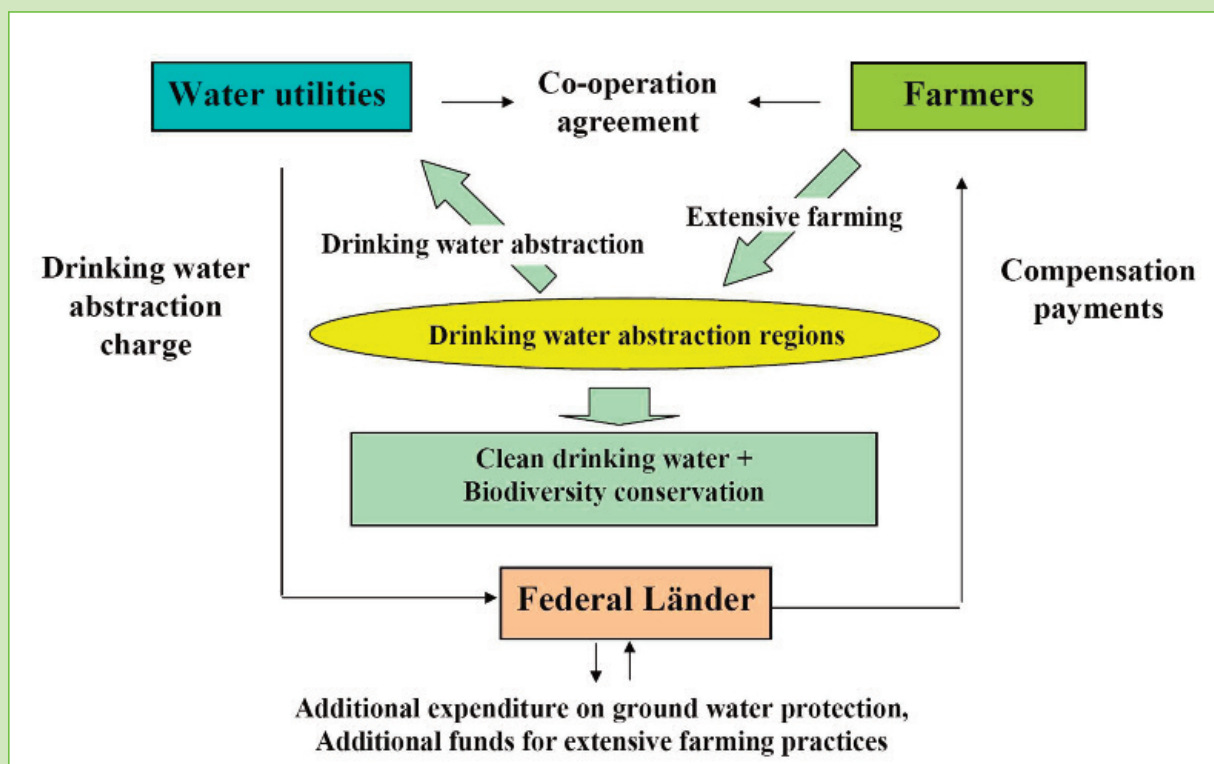 Water utilities
Co-operation
agreement
Farmers
Drinking water abstraction
Extensive farming
Drinking water
abstraction
charge
Compensation
payments
Drinking water abstraction regions
Clean drinking water +
Biodiversity conservation
Federal Länder
Additional expenditure on ground water protection,
Additional funds for extensive farming practices